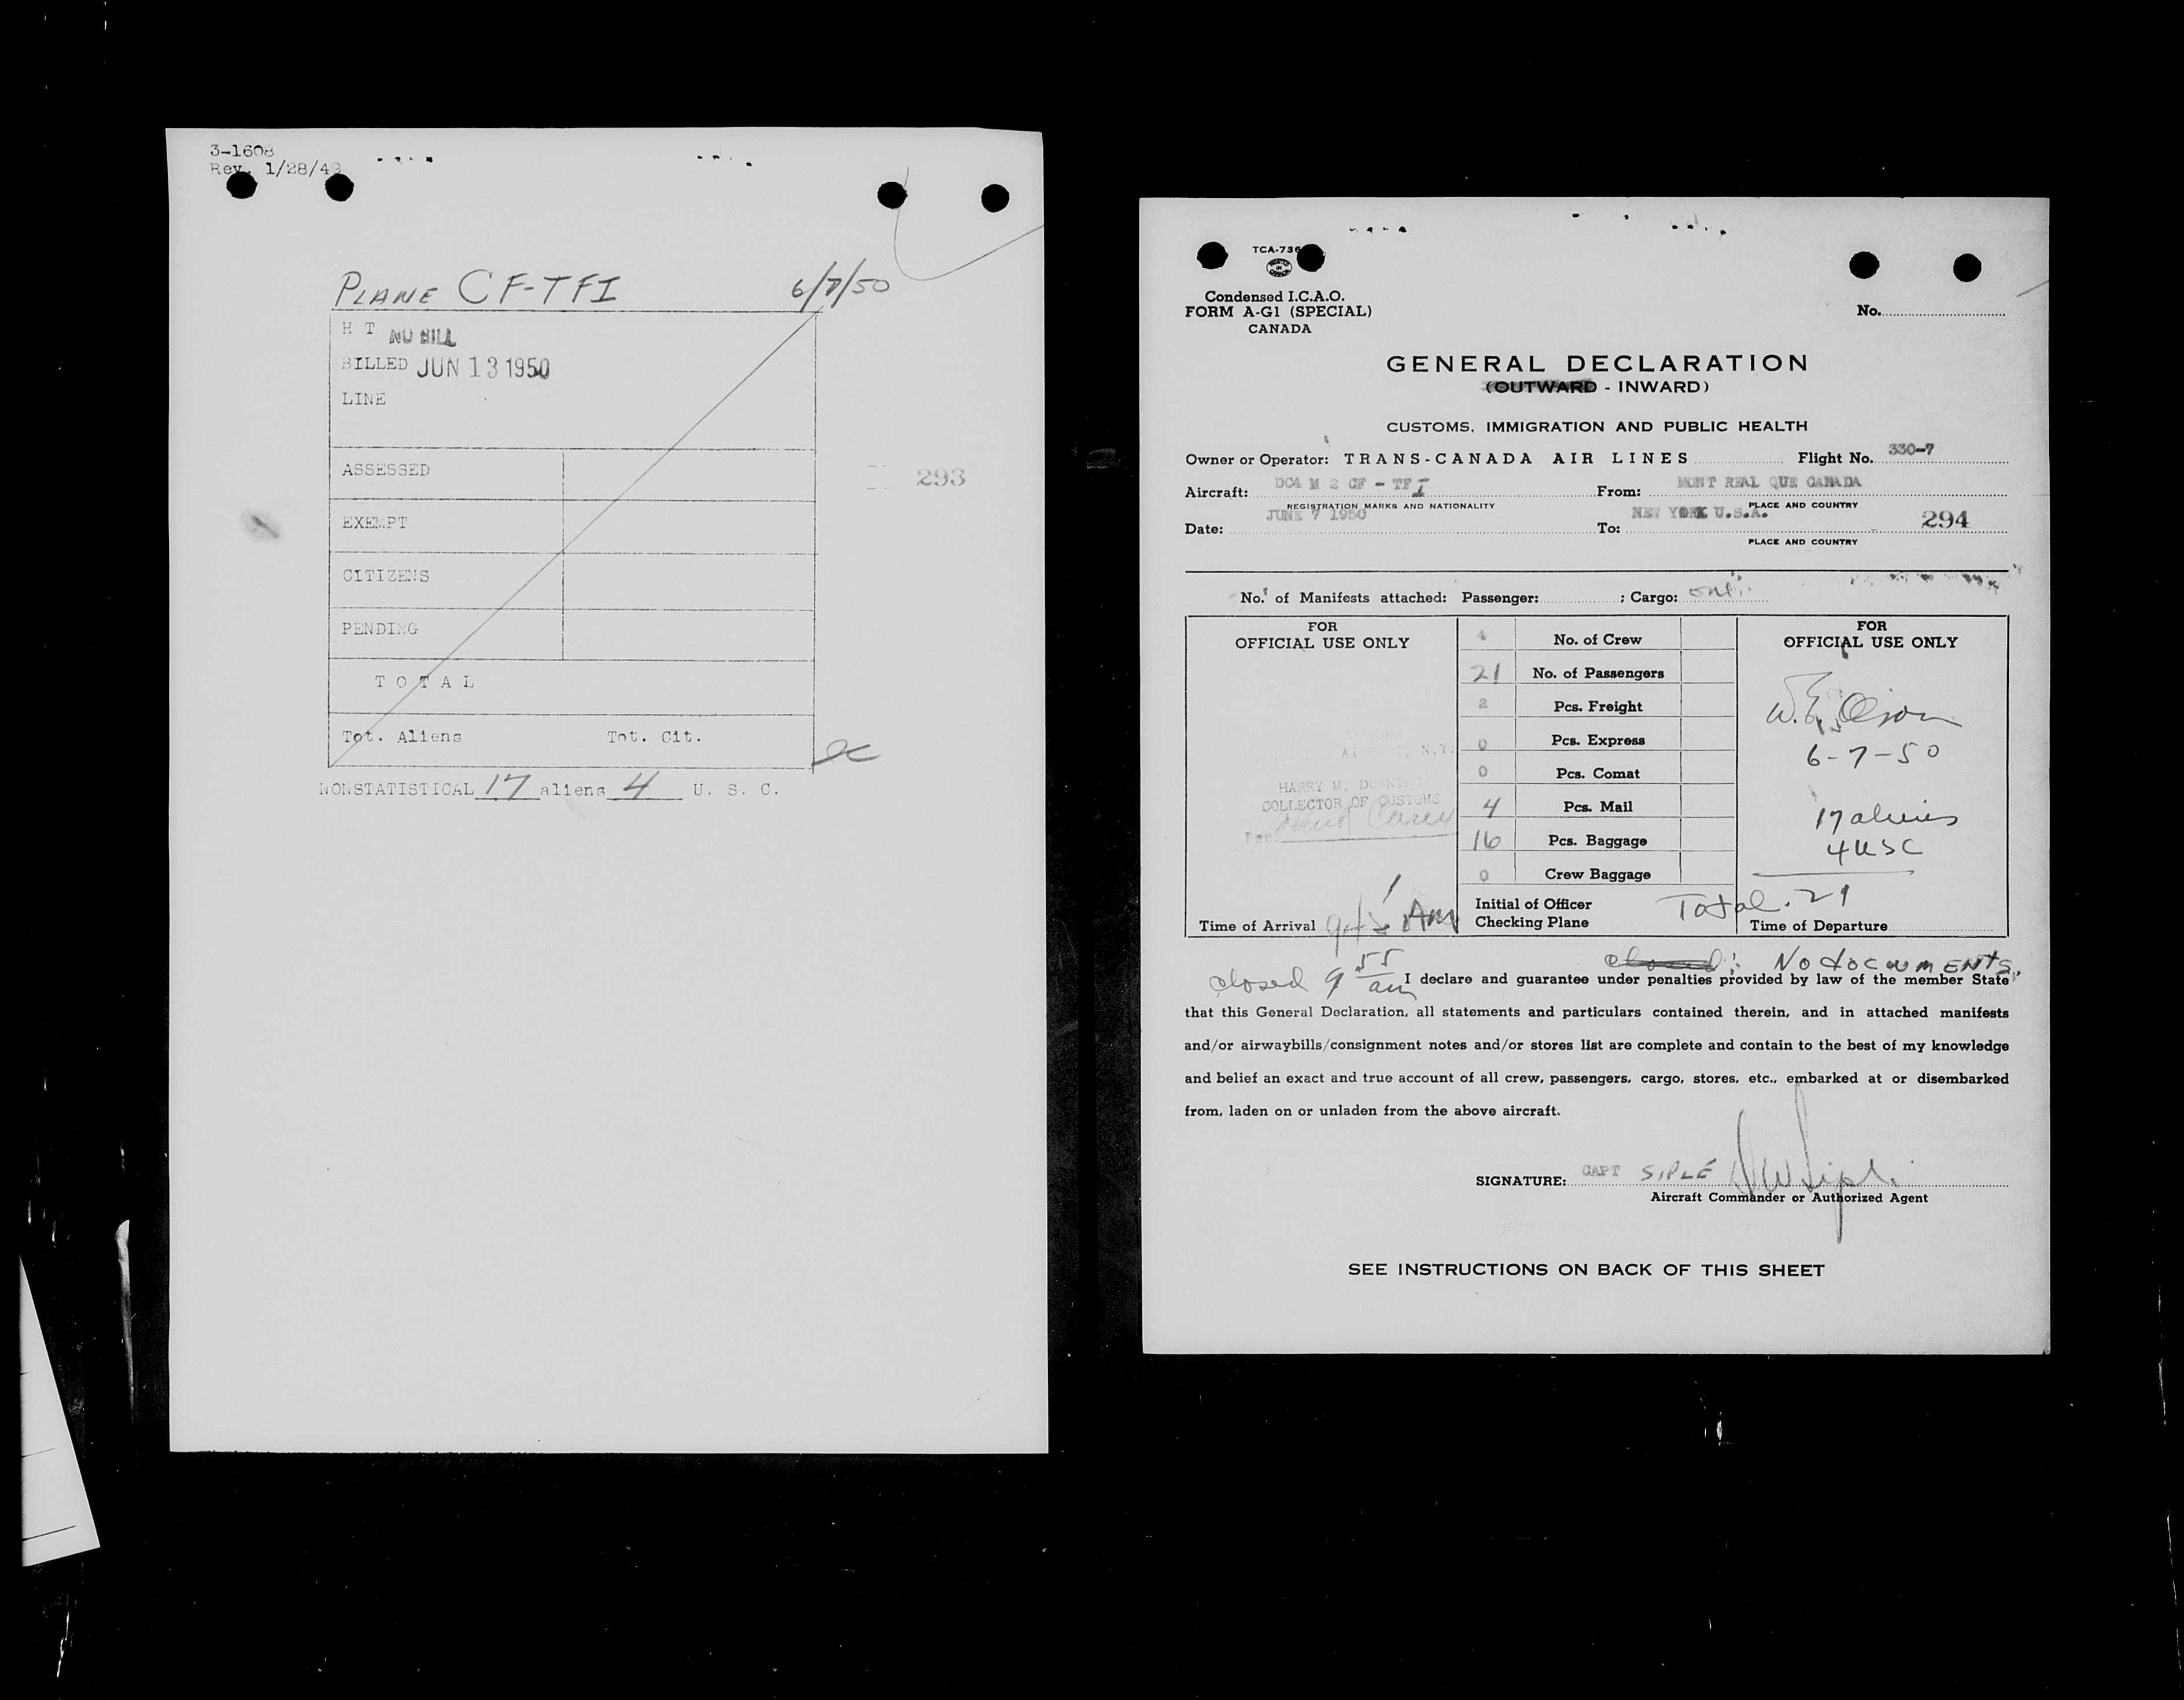 3-1608
Rev. 1/28/49
PLANE CF-TFI 6/7/50
H T NO BILL
BILLED JUN 13 1950
LINE
ASSESSED
293
EXEMPT
CITIZENS
PENDING
T O T A L
Tot. Aliens Tot. Cit.
NONSTATISTICAL 17 aliens 4 U. S. C.
TCA-736
PRINTED IN CANADA
Condensed I.C.A.O.
FORM A-G1 (SPECIAL)
CANADA
No.
GENERAL DECLARATION
(OUTWARD - INWARD)
CUSTOMS, IMMIGRATION AND PUBLIC HEALTH
Owner or Operator: TRANS-CANADA AIR LINES Flight No. 330-7
Aircraft: DC4 M 2 CF - TF I From: MONT REAL QUE CANADA
REGISTRATION MARKS AND NATIONALITY PLACE AND COUNTRY
Date: JUNE 7 1950 To: NEW YORK U.S.A. 294
PLACE AND COUNTRY
No. of Manifests attached: Passenger: ; Cargo:
FOR
OFFICIAL USE ONLY
4 No. of Crew
21 No. of Passengers
2 Pcs. Freight
0 Pcs. Express
0 Pcs. Comat
4 Pcs. Mail
16 Pcs. Baggage
0 Crew Baggage
Initial of Officer
Checking Plane
FOR
OFFICIAL USE ONLY
W. E. Olson
6-7-50
17 aliens
4 USC
Total. 21
Time of Departure
N.Y.
HARRY M. DURNING
COLLECTOR OF CUSTOMS
Carey
Time of Arrival 9 15 AM
closed: NO dOCUMENTS.
closed 9 55 am I declare and guarantee under penalties provided by law of the member State
that this General Declaration, all statements and particulars contained therein, and in attached manifests
and/or airwaybills/consignment notes and/or stores list are complete and contain to the best of my knowledge
and belief an exact and true account of all crew, passengers, cargo, stores, etc., embarked at or disembarked
from, laden on or unladen from the above aircraft.
SIGNATURE: CAPT SIPLE
Aircraft Commander or Authorized Agent
SEE INSTRUCTIONS ON BACK OF THIS SHEET